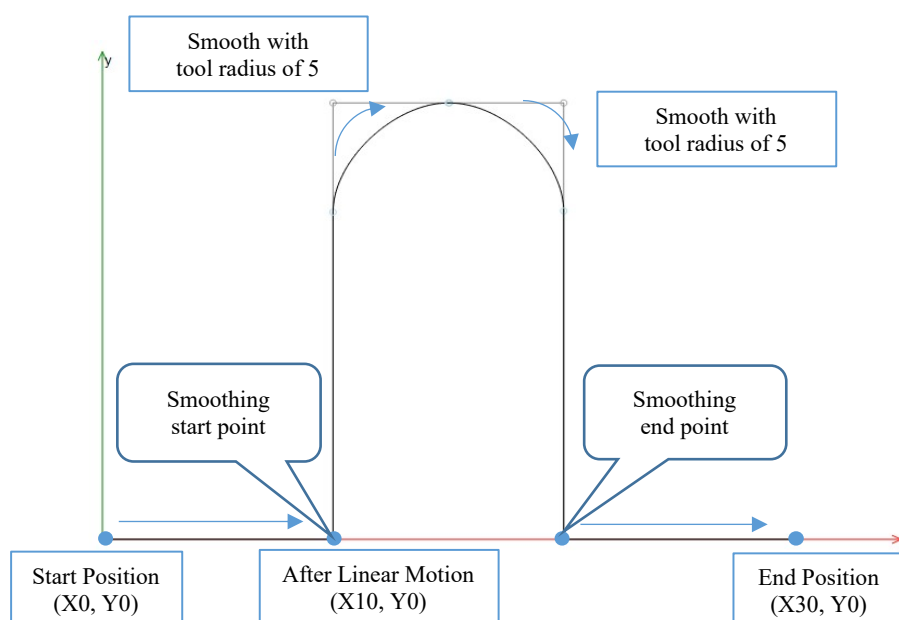 Smooth with
tool radius of 5
y
Smooth with
tool radius of 5
Smoothing
start point
Smoothing
end point
Start Position
(X0, Y0)
After Linear Motion
(X10, Y0)
End Position
(X30, Y0)